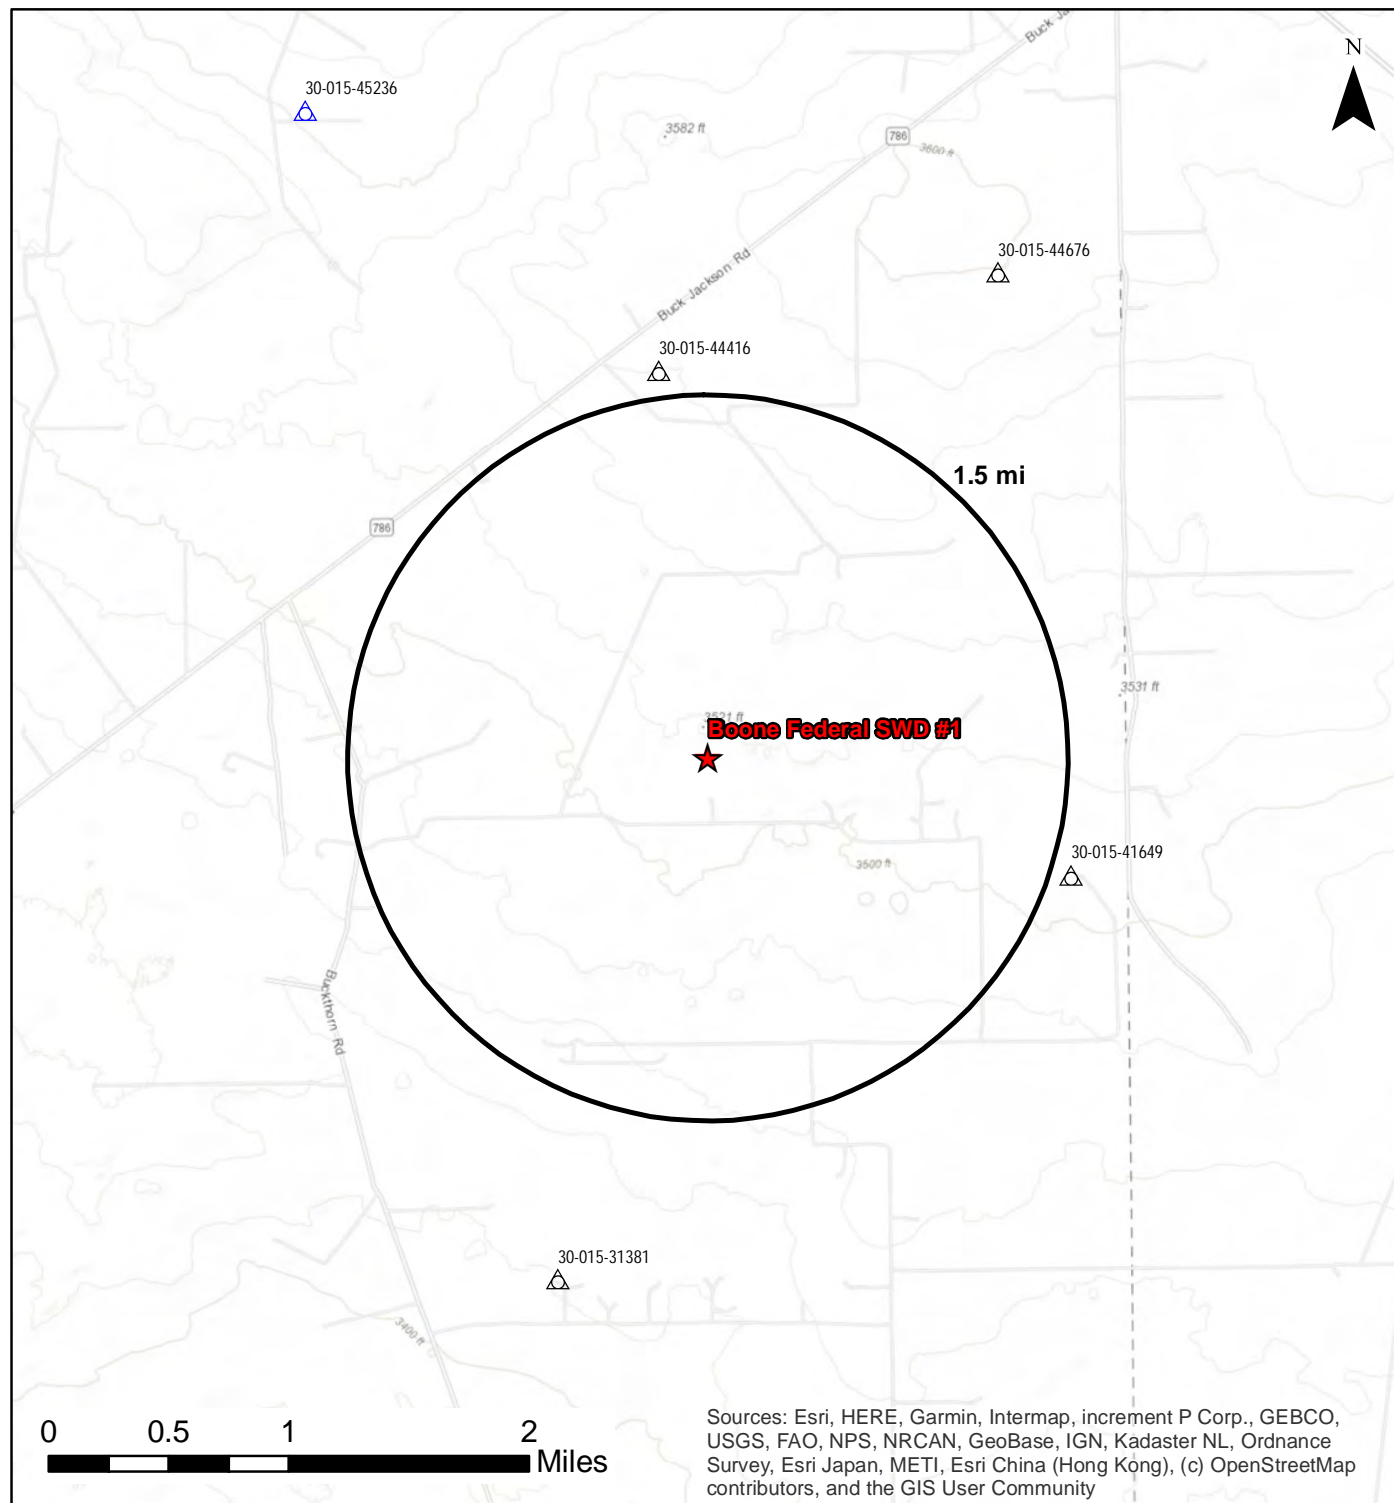 Buck-Ja
N
30-015-45236
3582 ft
786
3600 ft
30-015-44676
Buck-Jackson Rd
30-015-44416
1.5 mi
786
3531 ft
Boone Federal SWD #1
30-015-41649
3500 ft
Buckthorn Rd
30-015-31381
3400 ft
0 0.5 1 2
Miles
Sources: Esri, HERE, Garmin, Intermap, increment P Corp., GEBCO,
USGS, FAO, NPS, NRCAN, GeoBase, IGN, Kadaster NL, Ordnance
Survey, Esri Japan, METI, Esri China (Hong Kong), (c) OpenStreetMap
contributors, and the GIS User Community